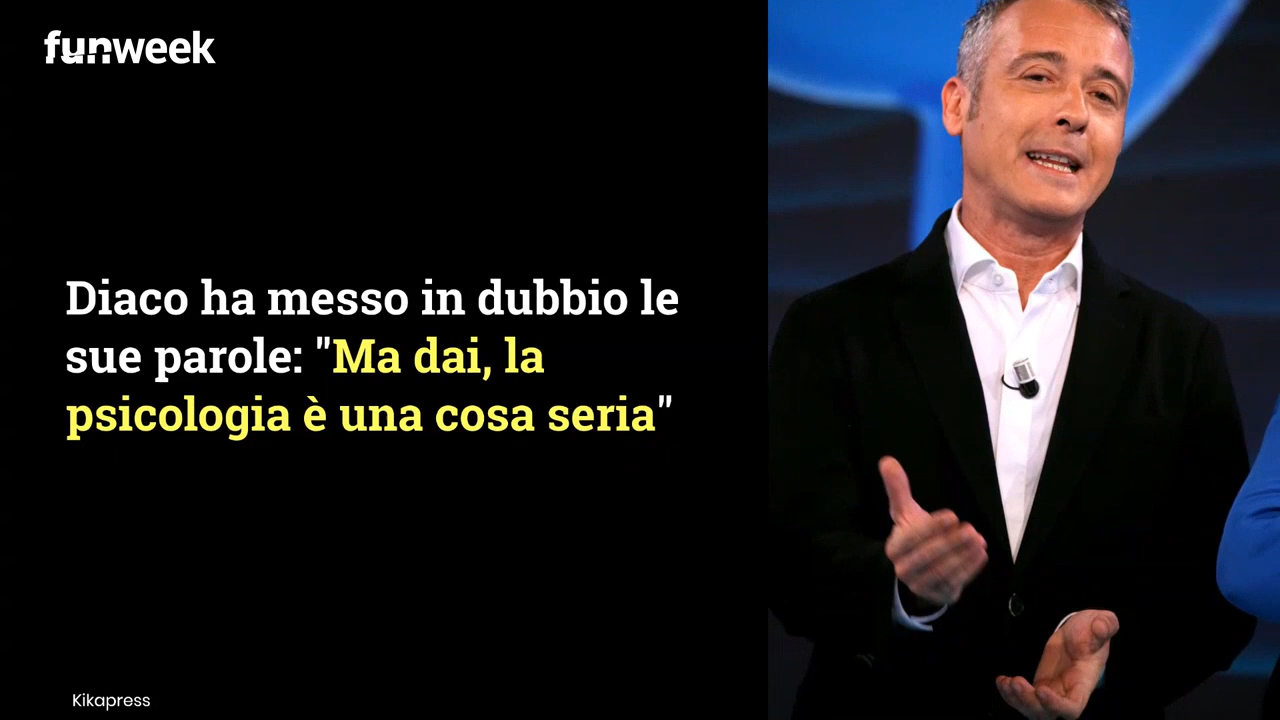 funweek
Diaco ha messo in dubbio le
sue parole: "Ma dai, la
psicologia è una cosa seria"
Kikapress